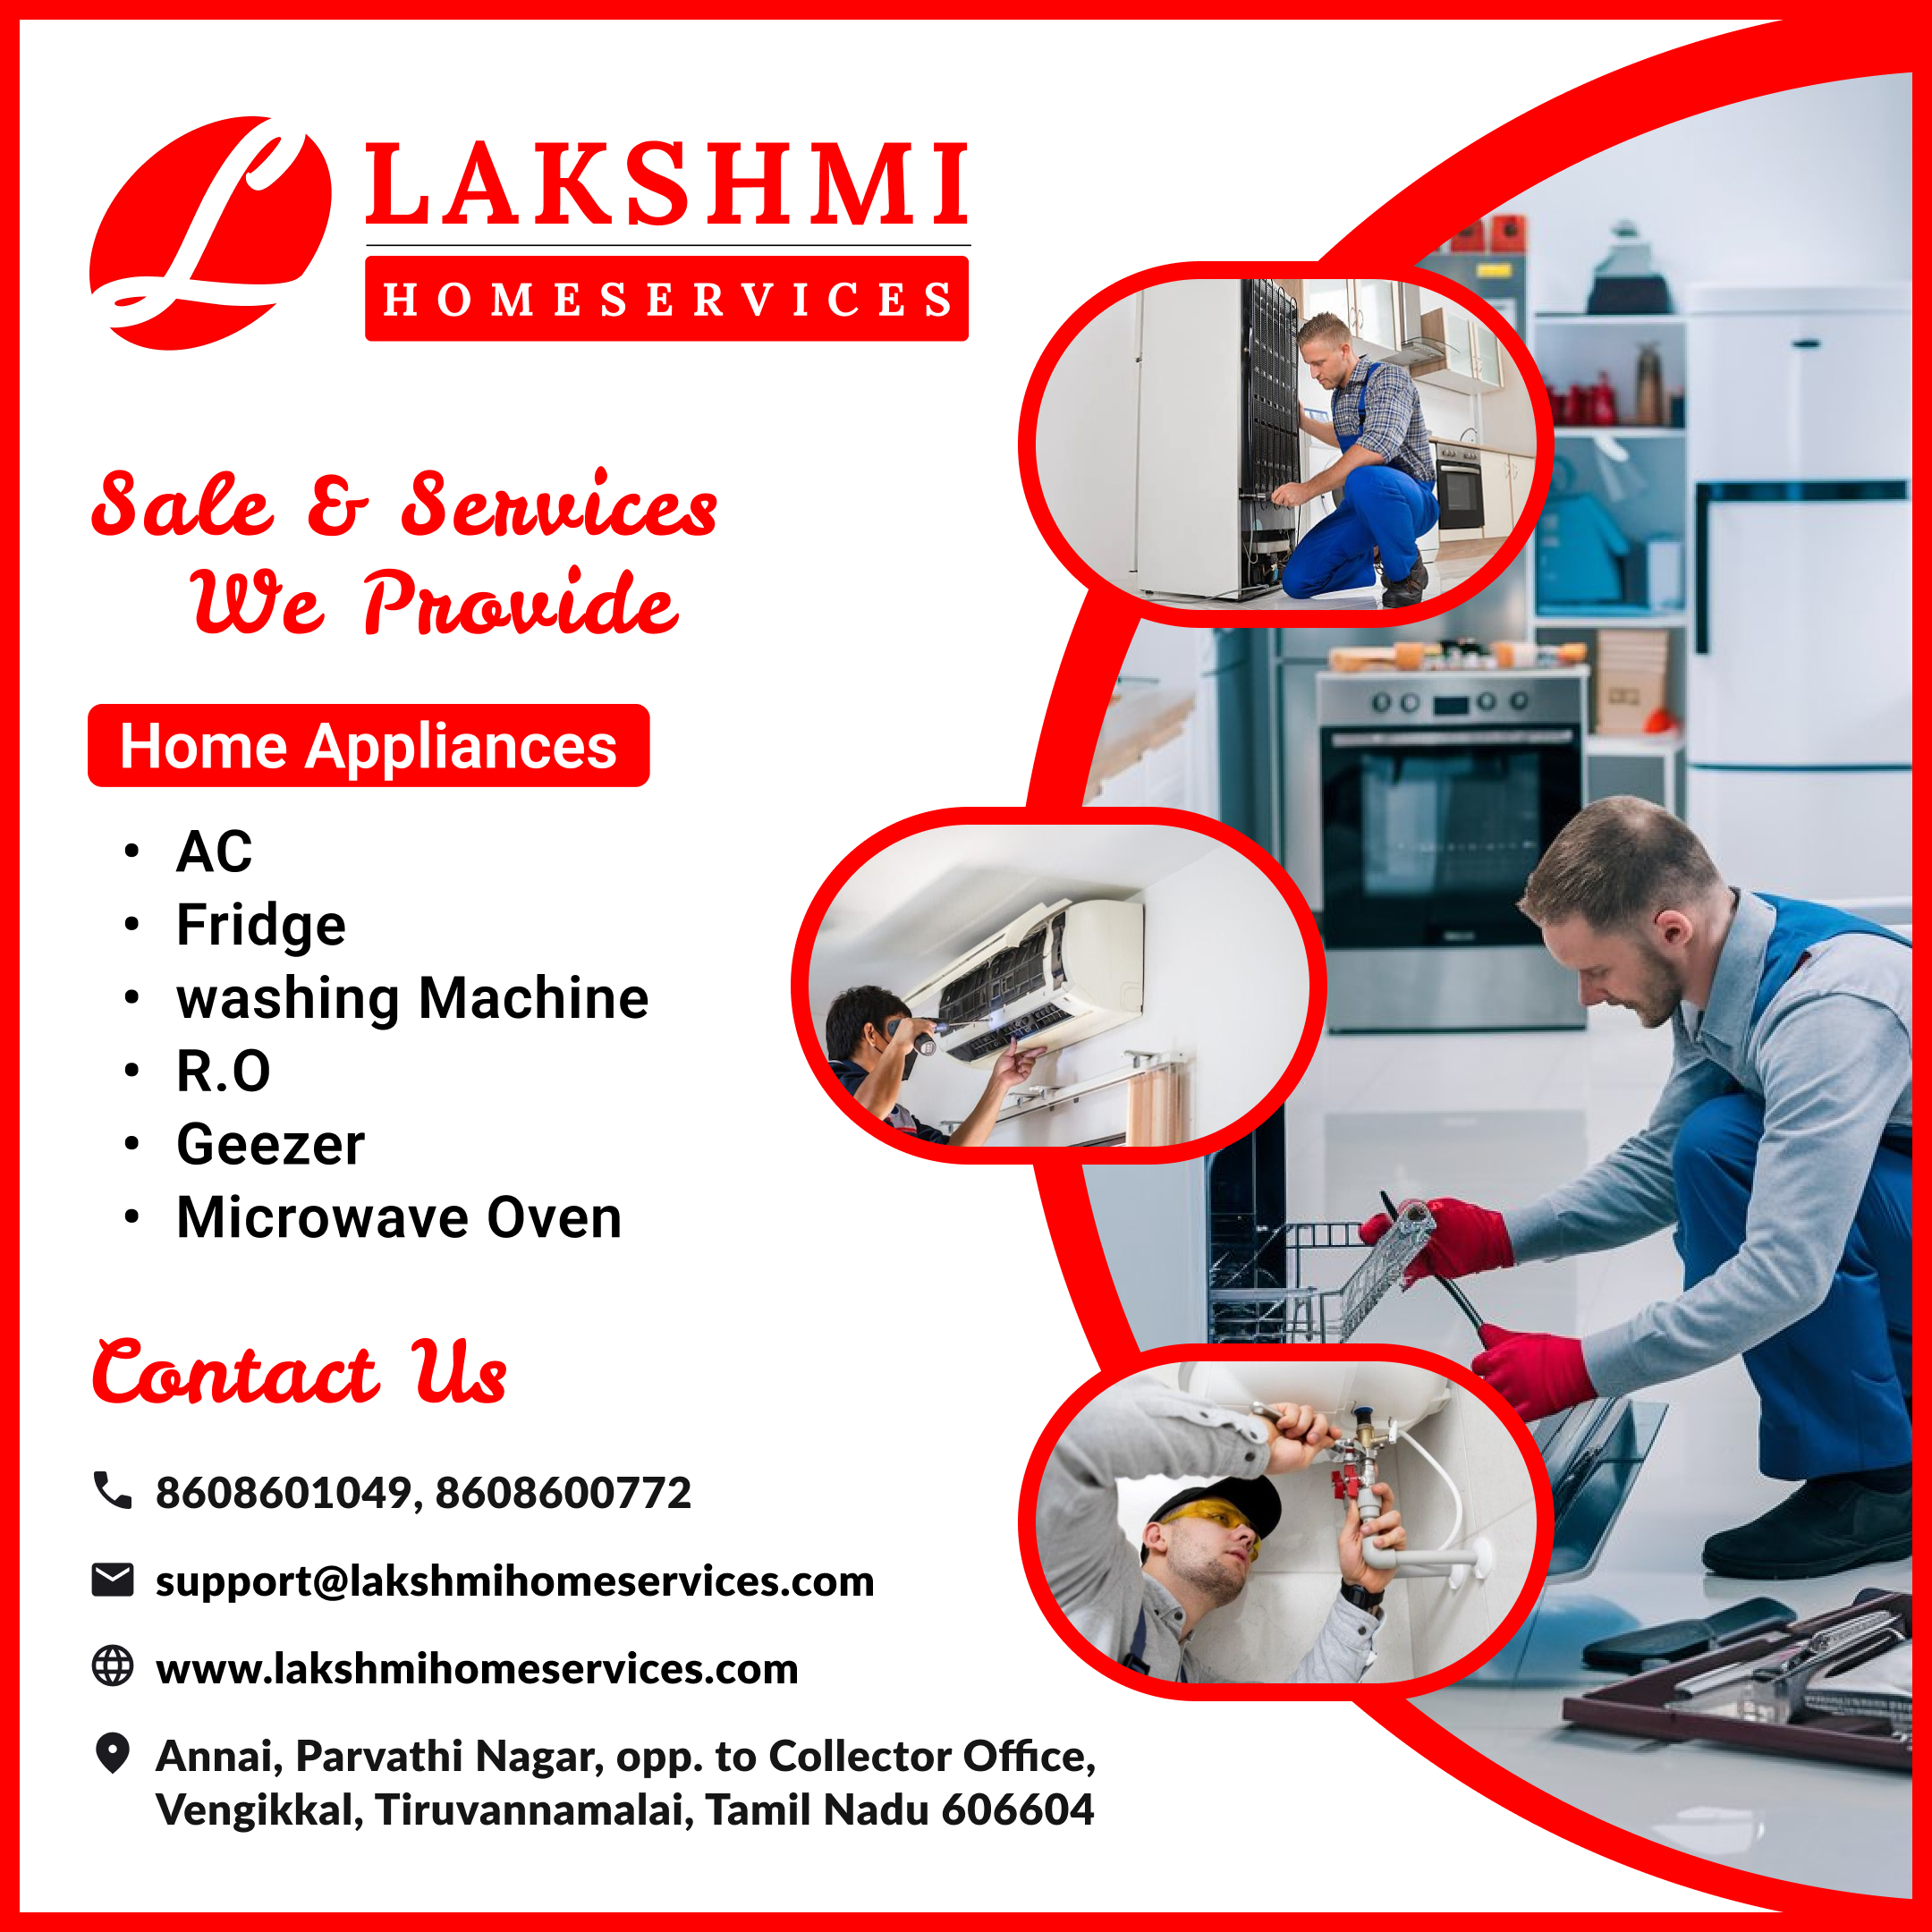 LAKSHMI
HOMESERVICES
Sale & Services
We Provide
Home Appliances
• AC
• Fridge
• washing Machine
• R.O
• Geezer
• Microwave Oven
Contact Us
8608601049, 8608600772
support@lakshmihomeservices.com
www.lakshmihomeservices.com
Annai, Parvathi Nagar, opp. to Collector Office,
Vengikkal, Tiruvannamalai, Tamil Nadu 606604